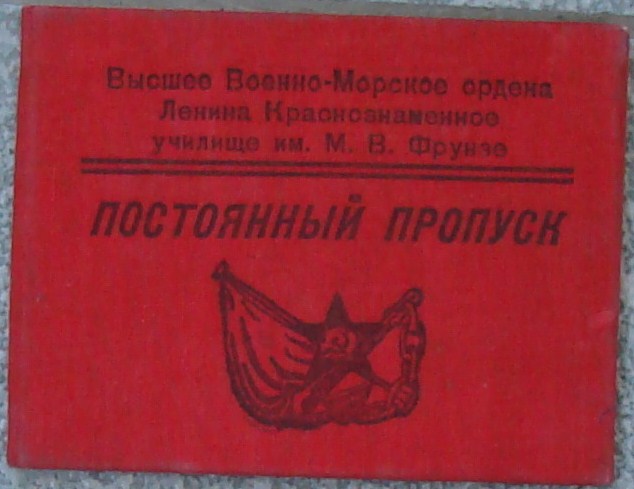 Высшее Военно-Морское ордена
Ленина Краснознаменное
училище им. М. В. Фрунзе
ПОСТОЯННЫЙ ПРОПУСК